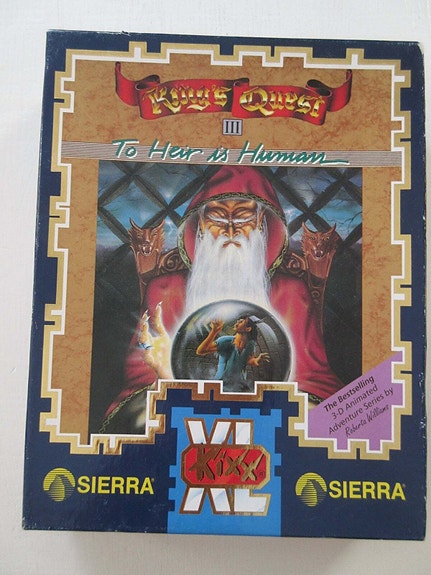 King's Quest
III
To Heir is Human
The Bestselling
3-D Animated
Adventure Series by
Roberta Williams
XL
Kixx
SIERRA®
SIERRA®